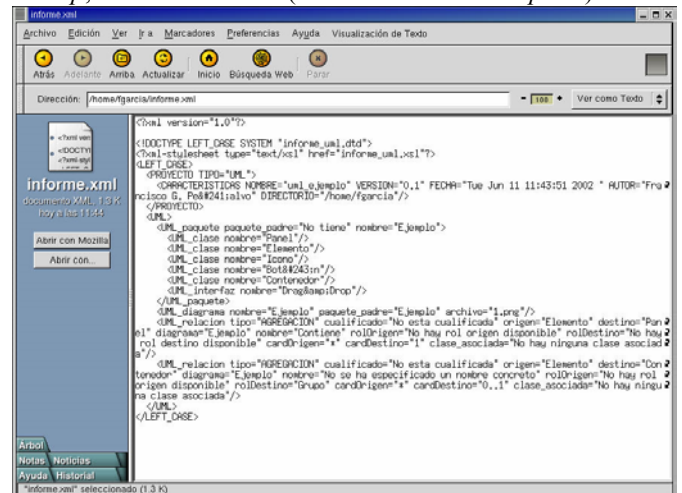 informe.xml
Archivo Edición Ver Ir a Marcadores Preferencias Ayuda Visualización de Texto
Atrás Adelante Arriba Actualizar Inicio Búsqueda Web Parar
Dirección: /home/fgarcia/informe.xml - 100 + Ver como Texto
<?xml vers
<!DOCTY
<?xml-styl
informe.xml
documento XML, 1.3 K
hoy a las 11:44
Abrir con Mozilla
Abrir con...
Arbol
Notas Noticias
Ayuda Historial
<?xml version="1.0"?>
<!DOCTYPE LEFT_CASE SYSTEM "informe_uml.dtd">
<?xml-stylesheet type="text/xsl" href="informe_uml.xsl"?>
<LEFT_CASE>
<PROYECTO TIPO="UML">
<CARACTERISTICAS NOMBRE="uml_ejemplo" VERSION="0.1" FECHA="Tue Jun 11 11:43:51 2002 " AUTOR="Fra
ncisco G. Pe&#241;alvo" DIRECTORIO="/home/fgarcia"/>
</PROYECTO>
<UML>
<UML_paquete paquete_padre="No tiene" nombre="Ejemplo">
<UML_clase nombre="Panel"/>
<UML_clase nombre="Elemento"/>
<UML_clase nombre="Icono"/>
<UML_clase nombre="Bot&#243;n"/>
<UML_clase nombre="Contenedor"/>
<UML_interfaz nombre="Drag&amp;Drop"/>
</UML_paquete>
<UML_diagrama nombre="Ejemplo" paquete_padre="Ejemplo" archivo="1.png"/>
<UML_relacion tipo="AGREGACION" cualificado="No esta cualificada" origen="Elemento" destino="Pan
el" diagrama="Ejemplo" nombre="Contiene" rolOrigen="No hay rol origen disponible" rolDestino="No hay
rol destino disponible" cardOrigen="*" cardDestino="1" clase_asociada="No hay ninguna clase asociad
a"/>
<UML_relacion tipo="AGREGACION" cualificado="No esta cualificada" origen="Elemento" destino="Con
tenedor" diagrama="Ejemplo" nombre="No se ha especificado un nombre concreto" rolOrigen="No hay rol
origen disponible" rolDestino="Grupo" cardOrigen="*" cardDestino="0..1" clase_asociada="No hay ningu
na clase asociada"/>
</UML>
</LEFT_CASE>
"informe.xml" seleccionado (1.3 K)